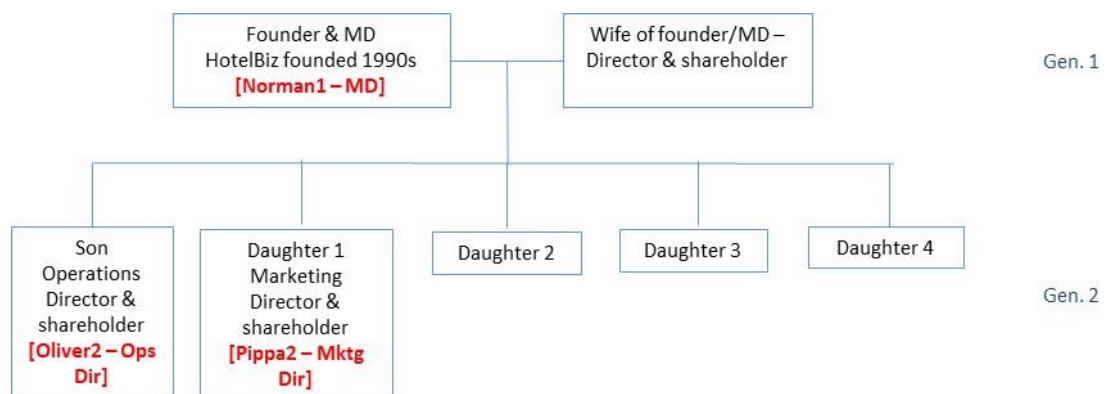 Founder & MD
HotelBiz founded 1990s
[Norman1 – MD]
Wife of founder/MD –
Director & shareholder
Gen. 1
Son
Operations
Director &
shareholder
[Oliver2 – Ops
Dir]
Daughter 1
Marketing
Director &
shareholder
[Pippa2 – Mktg
Dir]
Daughter 2
Daughter 3
Daughter 4
Gen. 2